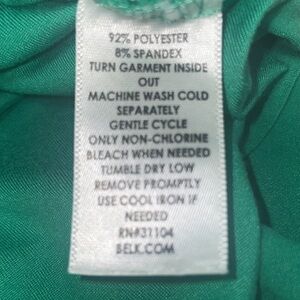 92% POLYESTER
8% SPANDEX
TURN GARMENT INSIDE
OUT
MACHINE WASH COLD
SEPARATELY
GENTLE CYCLE
ONLY NON-CHLORINE
BLEACH WHEN NEEDED
TUMBLE DRY LOW
REMOVE PROMPTLY
USE COOL IRON IF
NEEDED
RN#31104
BELK.COM